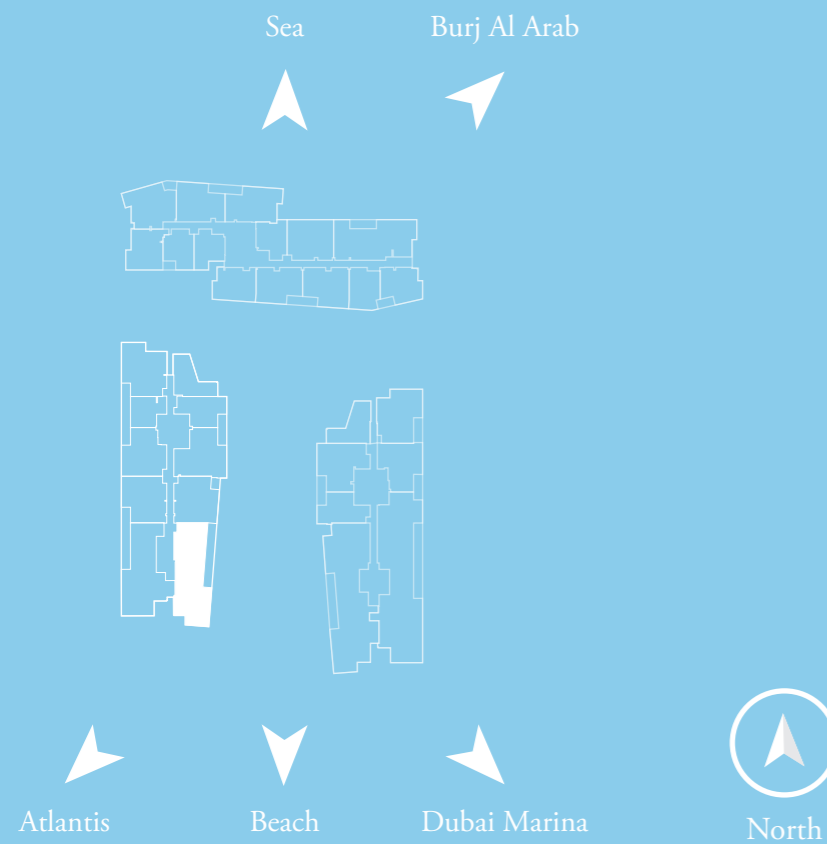 Sea
Burj Al Arab
Atlantis
Beach
Dubai Marina
North